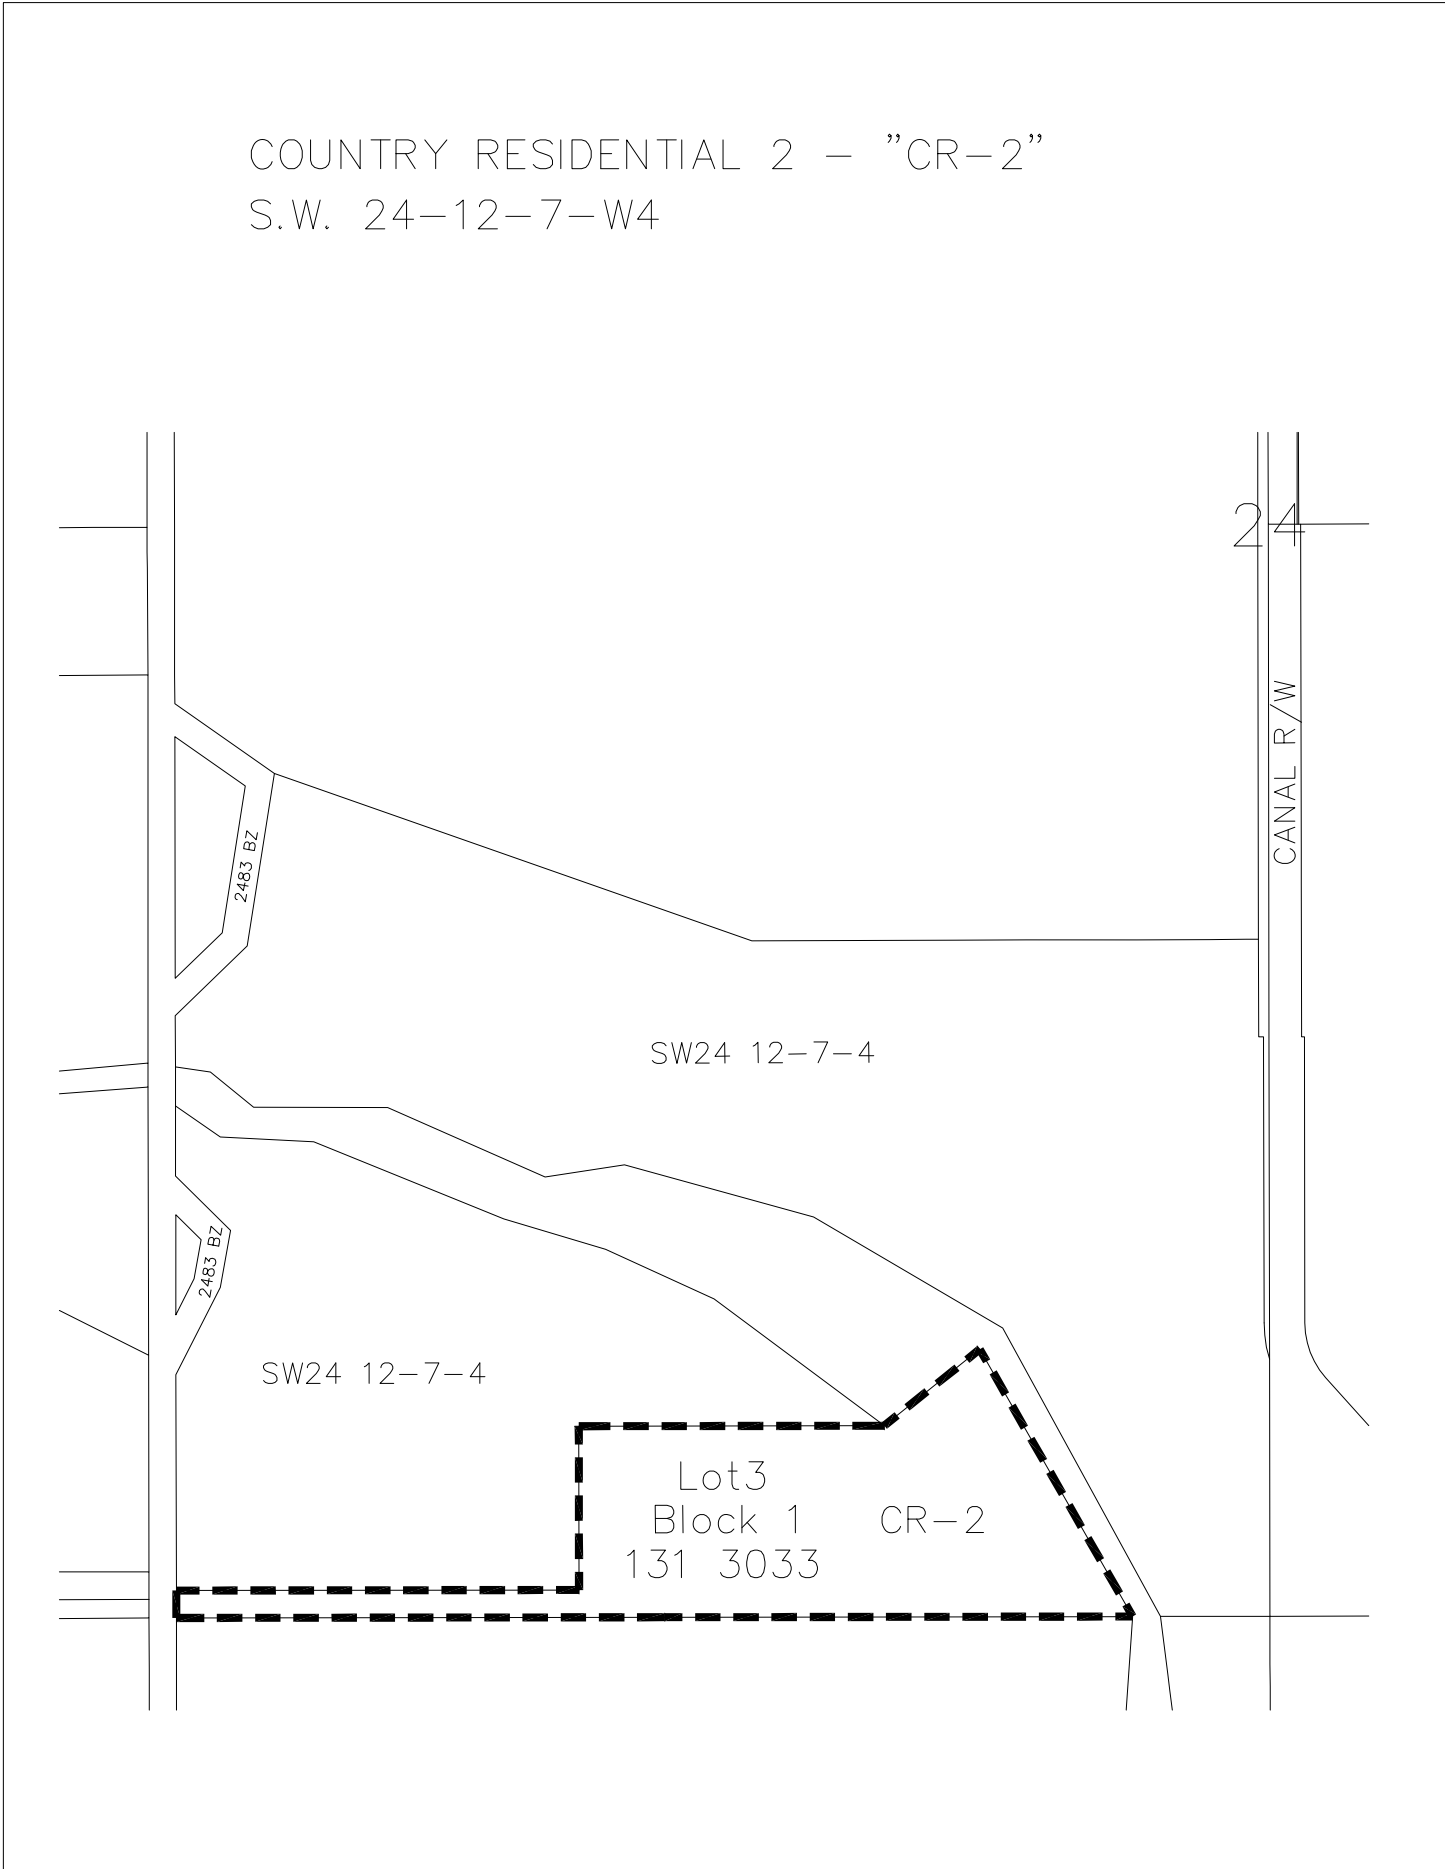 COUNTRY RESIDENTIAL 2 - "CR-2"
S.W. 24-12-7-W4
24
CANAL R/W
2483 BZ
SW24 12-7-4
2483 BZ
SW24 12-7-4
Lot3
Block 1
131 3033
CR-2